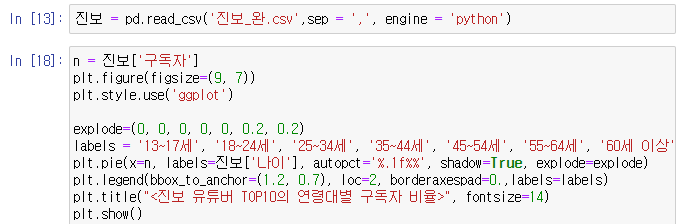 In [13]: 진보 = pd.read_csv('진보_완.csv',sep = ',', engine = 'python')
In [18]: n = 진보['구독자']
plt.figure(figsize=(9, 7))
plt.style.use('ggplot')
explode=(0, 0, 0, 0, 0, 0.2, 0.2)
labels = '13~17세', '18~24세', '25~34세', '35~44세', '45~54세', '55~64세', '60세 이상'
plt.pie(x=n, labels=진보['나이'], autopct='%.1f%%', shadow=True, explode=explode)
plt.legend(bbox_to_anchor=(1.2, 0.7), loc=2, borderaxespad=0.,labels=labels)
plt.title("<진보 유튜버 TOP10의 연령대별 구독자 비율>", fontsize=14)
plt.show()